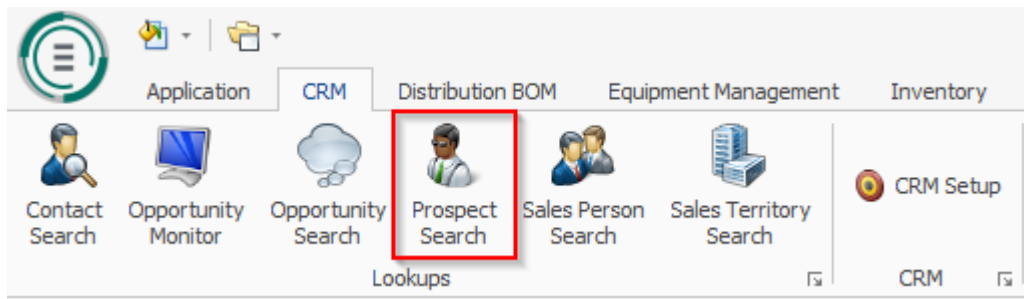 Application CRM Distribution BOM Equipment Management Inventory
Contact Search
Opportunity Monitor
Opportunity Search
Prospect Search
Sales Person Search
Sales Territory Search
CRM Setup
Lookups CRM